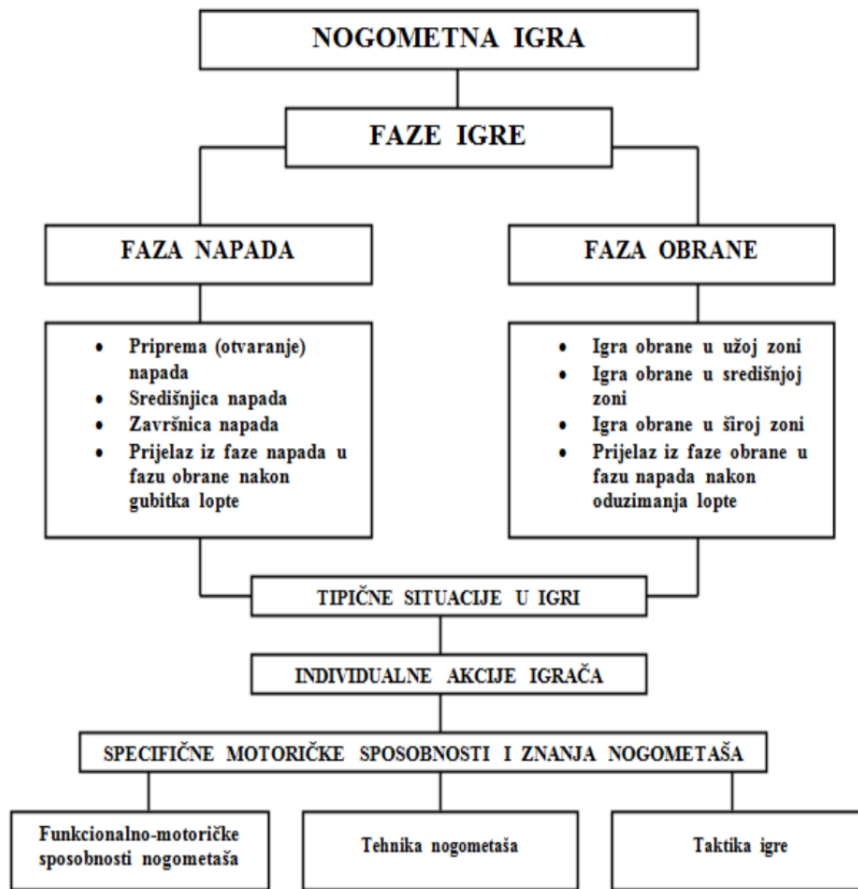 NOGOMETNA IGRA
FAZE IGRE
FAZA NAPADA
• Priprema (otvaranje)
napada
• Središnjica napada
• Završnica napada
• Prijelaz iz faze napada u
fazu obrane nakon
gubitka lopte
FAZA OBRANE
• Igra obrane u užoj zoni
• Igra obrane u središnjoj
zoni
• Igra obrane u široj zoni
• Prijelaz iz faze obrane u
fazu napada nakon
oduzimanja lopte
TIPIČNE SITUACIJE U IGRI
INDIVIDUALNE AKCIJE IGRAČA
SPECIFIČNE MOTORIČKE SPOSOBNOSTI I ZNANJA NOGOMETAŠA
Funkcionalno-motoričke
sposobnosti nogometaša
Tehnika nogometaša
Taktika igre